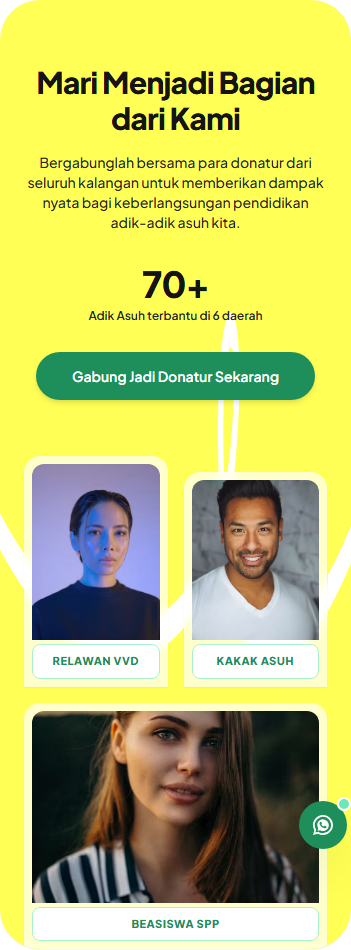 Mari Menjadi Bagian
dari Kami
Bergabunglah bersama para donatur dari
seluruh kalangan untuk memberikan dampak
nyata bagi keberlangsungan pendidikan
adik-adik asuh kita.
70+
Adik Asuh terbantu di 6 daerah
Gabung Jadi Donatur Sekarang
RELAWAN VVD
KAKAK ASUH
BEASISWA SPP